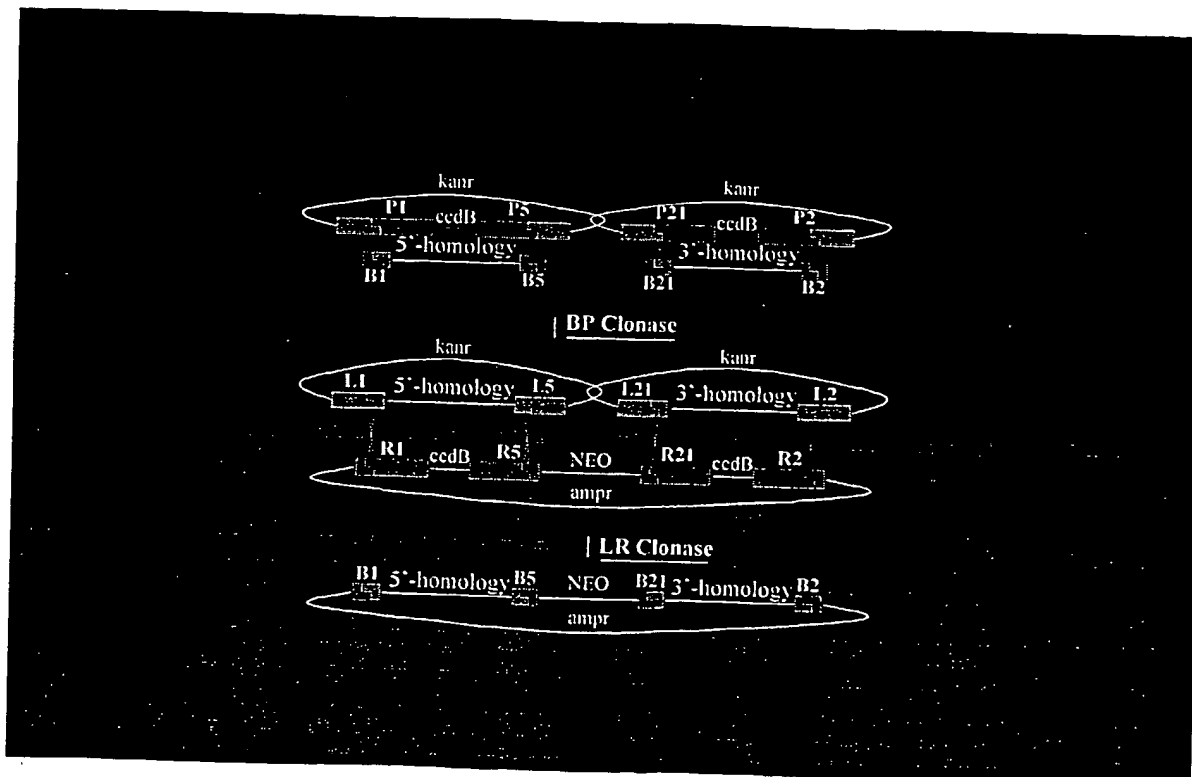 kanr kanr
P1 ccdB P5 P21 ccdB P2
5'-homology 3'-homology
B1 B5 B21 B2
BP Clonase
kanr kanr
L1 5'-homology L5 L21 3'-homology L2
R1 ccdB R5 NEO R21 ccdB R2
ampr
LR Clonase
B1 5'-homology B5 NEO B21 3'-homology B2
ampr